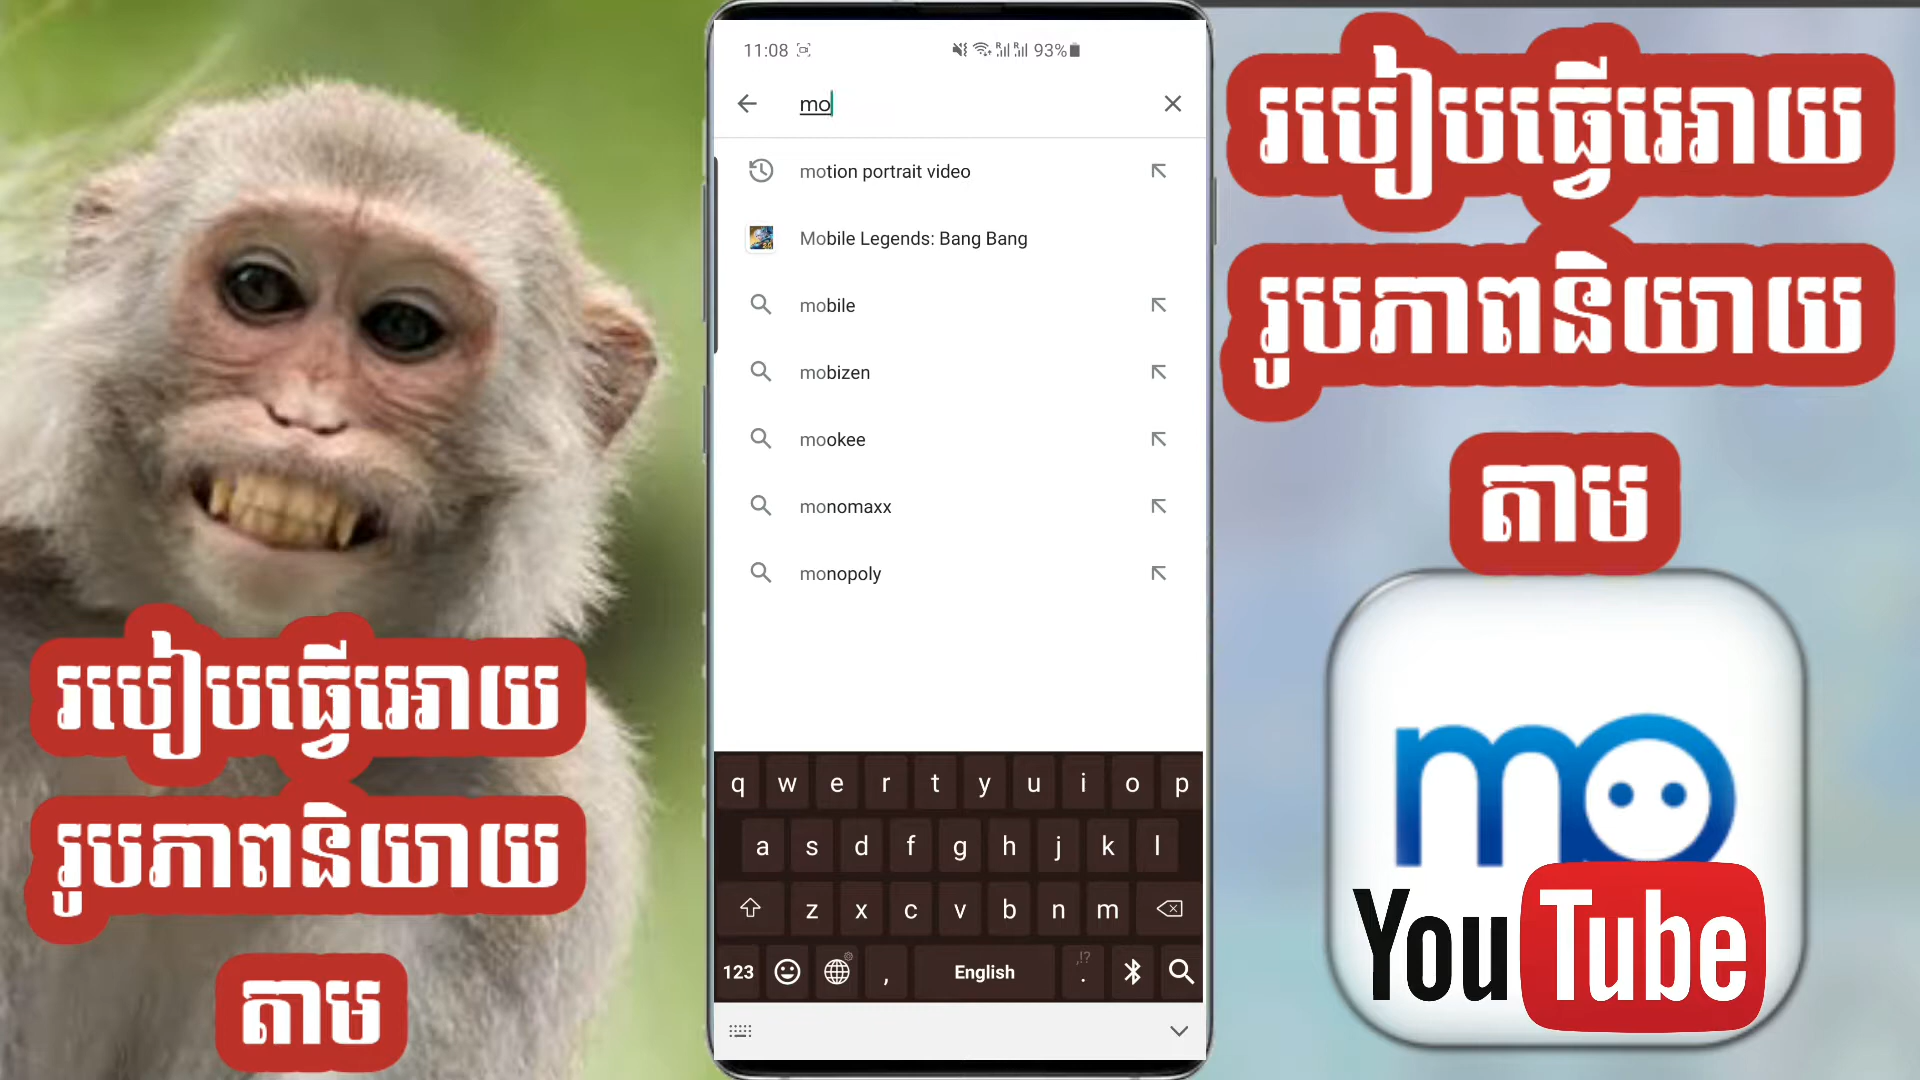 របៀបធ្វើអោយ
រូបភាពនិយាយ
តាម
11:08
93%
mo
motion portrait video
Mobile Legends: Bang Bang
mobile
mobizen
mookee
monomaxx
monopoly
q w e r t y u i o p
a s d f g h j k l
z x c v b n m
123 , English ,!? .
របៀបធ្វើអោយ
រូបភាពនិយាយ
តាម
mo
YouTube